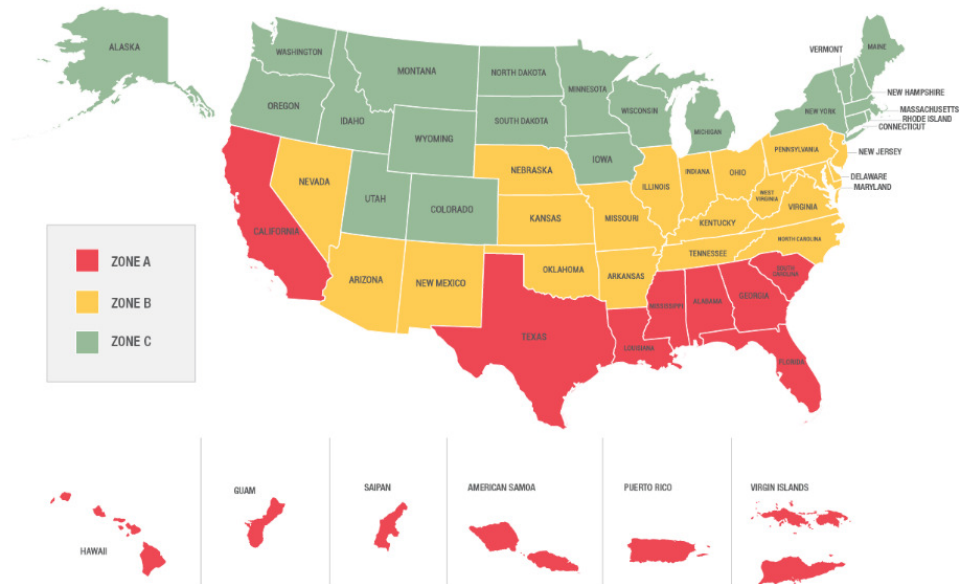 ALASKA
WASHINGTON
OREGON
IDAHO
MONTANA
WYOMING
NORTH DAKOTA
SOUTH DAKOTA
MINNESOTA
WISCONSIN
MICHIGAN
IOWA
VERMONT
MAINE
NEW HAMPSHIRE
NEW YORK
MASSACHUSETTS
RHODE ISLAND
CONNECTICUT
CALIFORNIA
NEVADA
UTAH
COLORADO
ARIZONA
NEW MEXICO
NEBRASKA
KANSAS
OKLAHOMA
TEXAS
MISSOURI
ARKANSAS
ILLINOIS
INDIANA
OHIO
KENTUCKY
TENNESSEE
PENNSYLVANIA
NEW JERSEY
DELAWARE
MARYLAND
WEST
VIRGINIA
VIRGINIA
NORTH CAROLINA
SOUTH
CAROLINA
LOUISIANA
MISSISSIPPI
ALABAMA
GEORGIA
FLORIDA
ZONE A
ZONE B
ZONE C
HAWAII
GUAM
SAIPAN
AMERICAN SAMOA
PUERTO RICO
VIRGIN ISLANDS